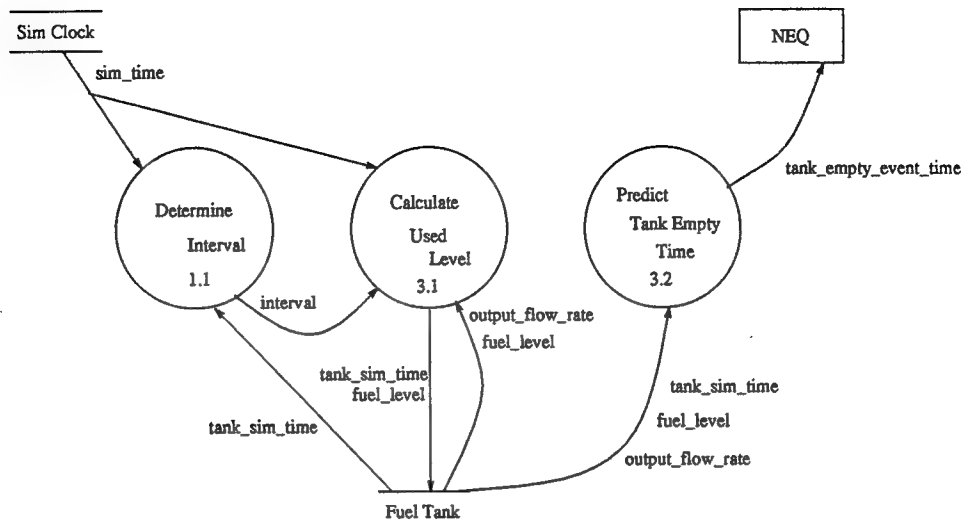 Sim Clock
NEQ
sim_time
tank_empty_event_time
Determine
Interval
1.1
Calculate
Used
Level
3.1
Predict
Tank Empty
Time
3.2
interval
output_flow_rate
fuel_level
tank_sim_time
fuel_level
tank_sim_time
fuel_level
output_flow_rate
tank_sim_time
Fuel Tank